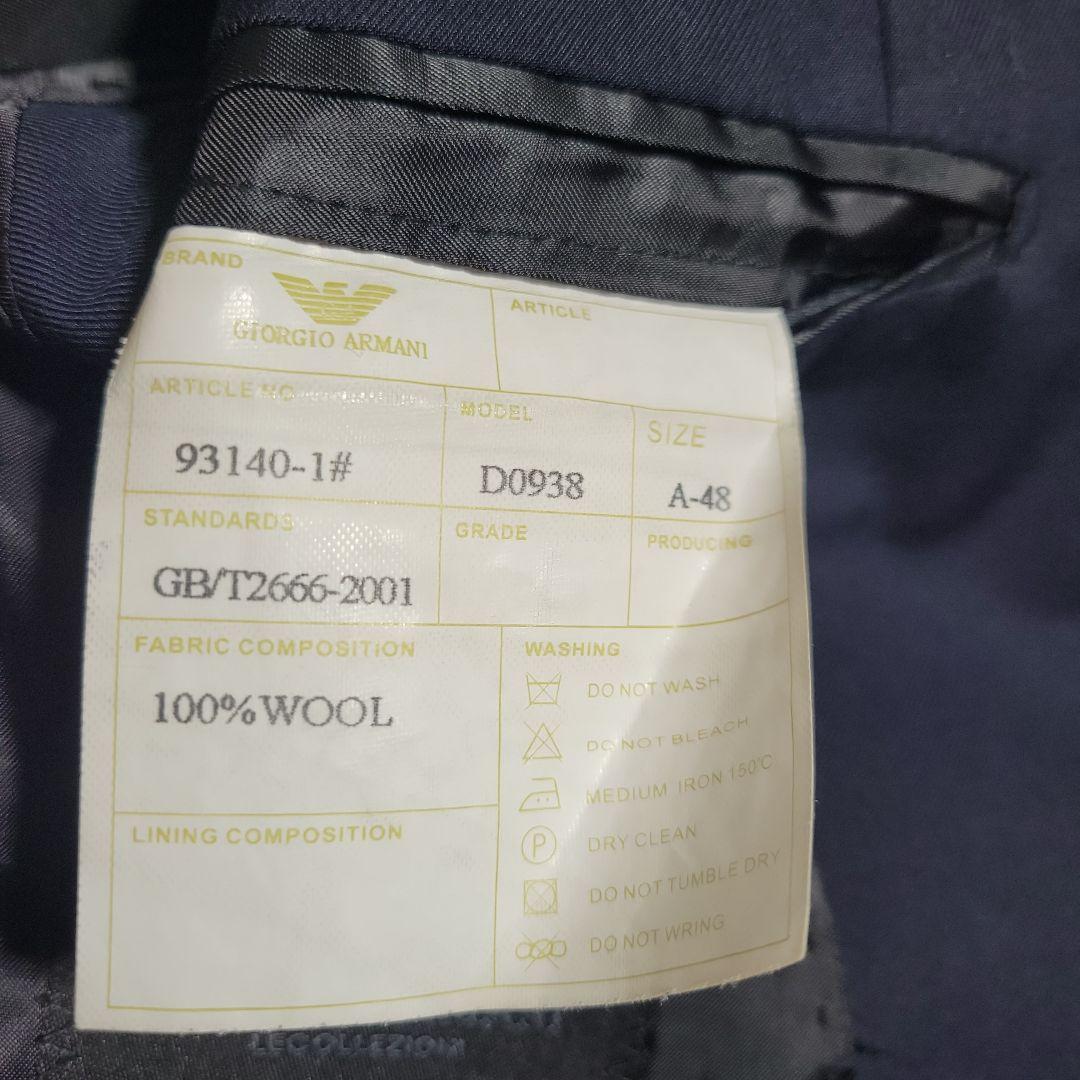 BRAND
GIORGIO ARMANI
ARTICLE
ARTICLE NO
93140-1#
MODEL
D0938
SIZE
A-48
STANDARDS
GB/T2666-2001
GRADE
PRODUCING
FABRIC COMPOSITION
100%WOOL
LINING COMPOSITION
WASHING
DO NOT WASH
DO NOT BLEACH
MEDIUM IRON 150°C
P
DRY CLEAN
DO NOT TUMBLE DRY
DO NOT WRING
LECOLLEZIONI